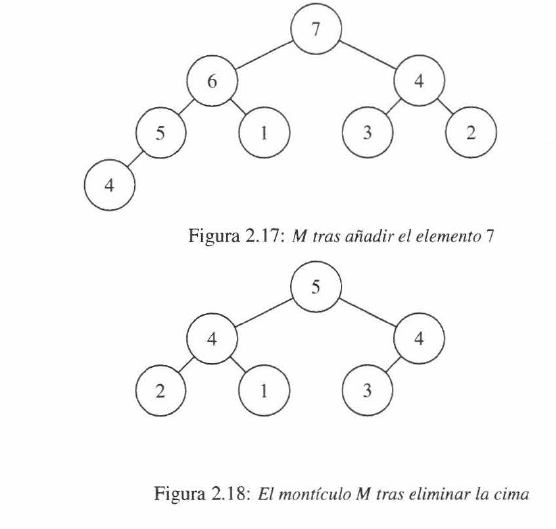 7
6 4
5 1 3 2
4
Figura 2.17: M tras añadir el elemento 7
5
4 4
2 1 3
Figura 2.18: El montículo M tras eliminar la cima